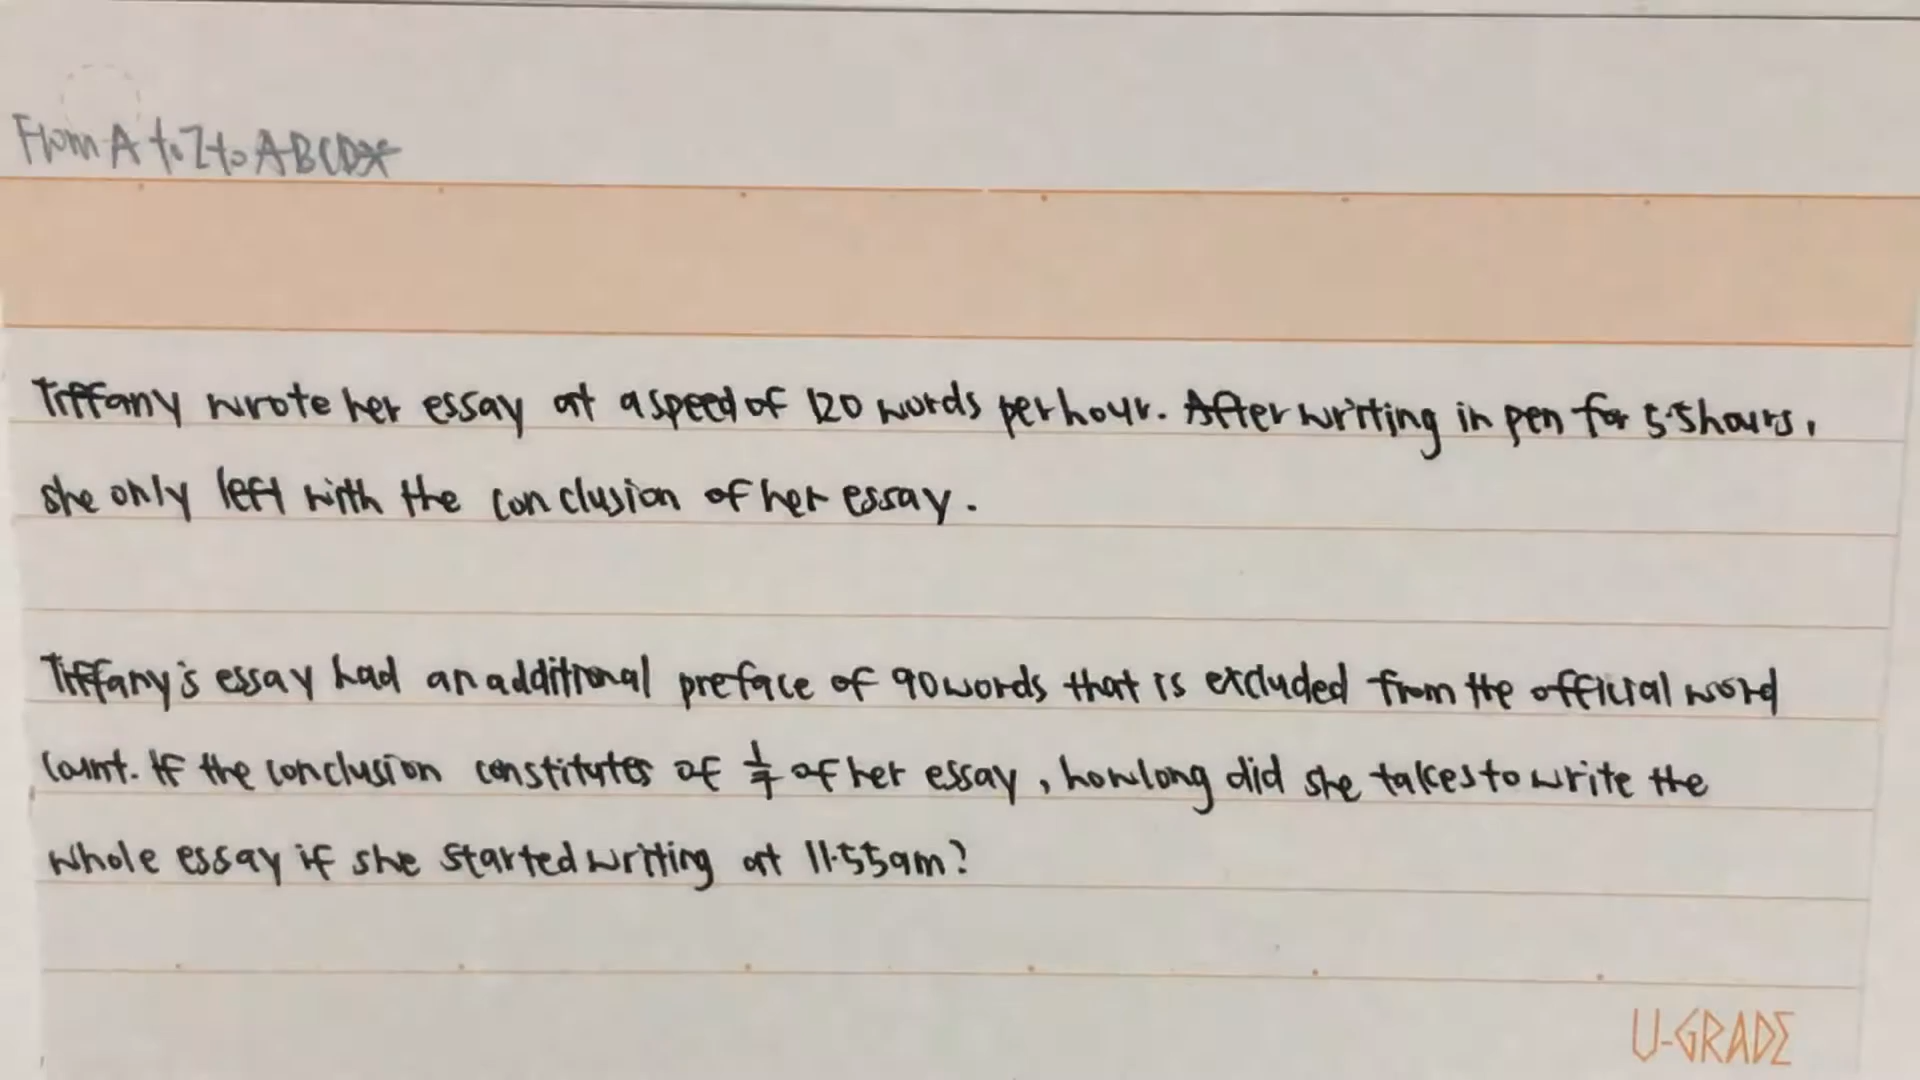 From A to Z to ABCDX
Tiffany wrote her essay at a speed of 120 words per hour. After writing in pen for 5.5 hours,
she only left with the conclusion of her essay.
Tiffany's essay had an additional preface of 90 words that is excluded from the official word
count. If the conclusion constitutes of 1/7 of her essay, how long did she takes to write the
whole essay if she started writing at 11.55am?
U-GRADE